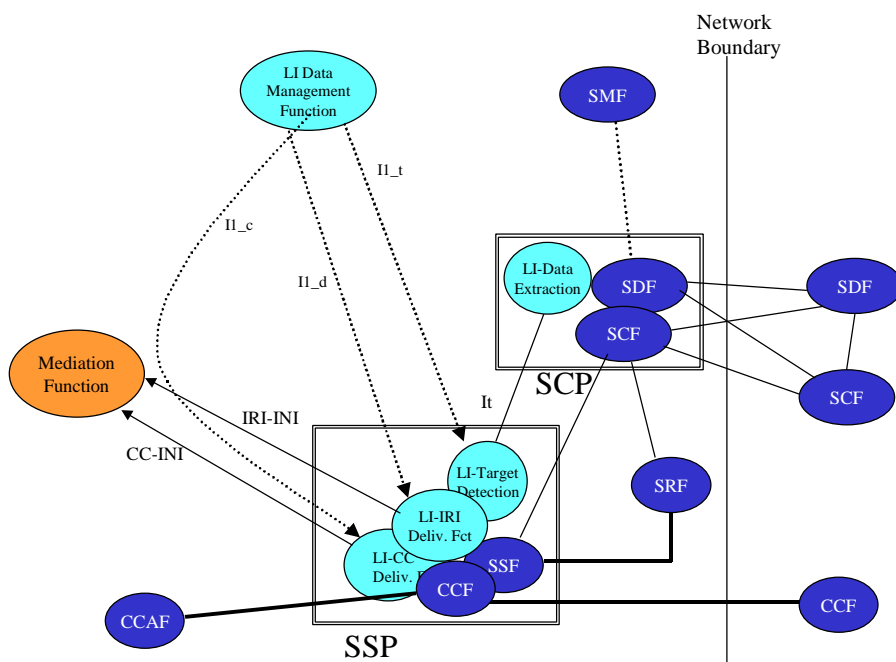 Network
Boundary
LI Data
Management
Function
SMF
I1_t
I1_c
I1_d
LI-Data
Extraction
SDF
SDF
SCF
Mediation
Function
SCP
SCF
It
IRI-INI
CC-INI
LI-Target
Detection
SRF
LI-IRI
Deliv. Fct
LI-CC
Deliv.
SSF
CCF
CCF
CCAF
SSP